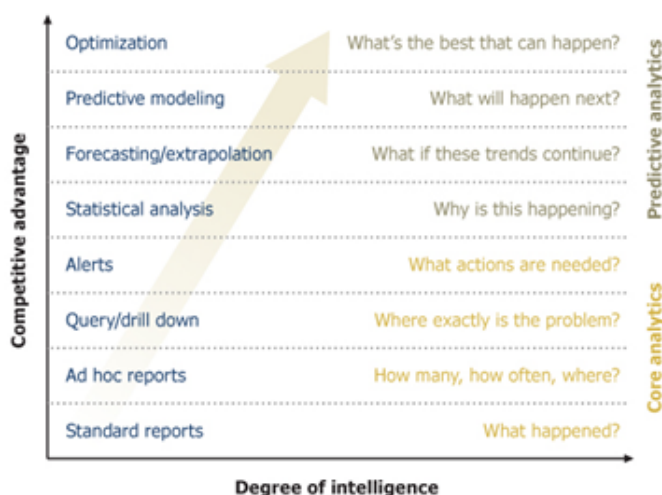 Competitive advantage
Optimization What's the best that can happen?
Predictive modeling What will happen next?
Forecasting/extrapolation What if these trends continue?
Statistical analysis Why is this happening?
Alerts What actions are needed?
Query/drill down Where exactly is the problem?
Ad hoc reports How many, how often, where?
Standard reports What happened?
Predictive analytics
Core analytics
Degree of intelligence